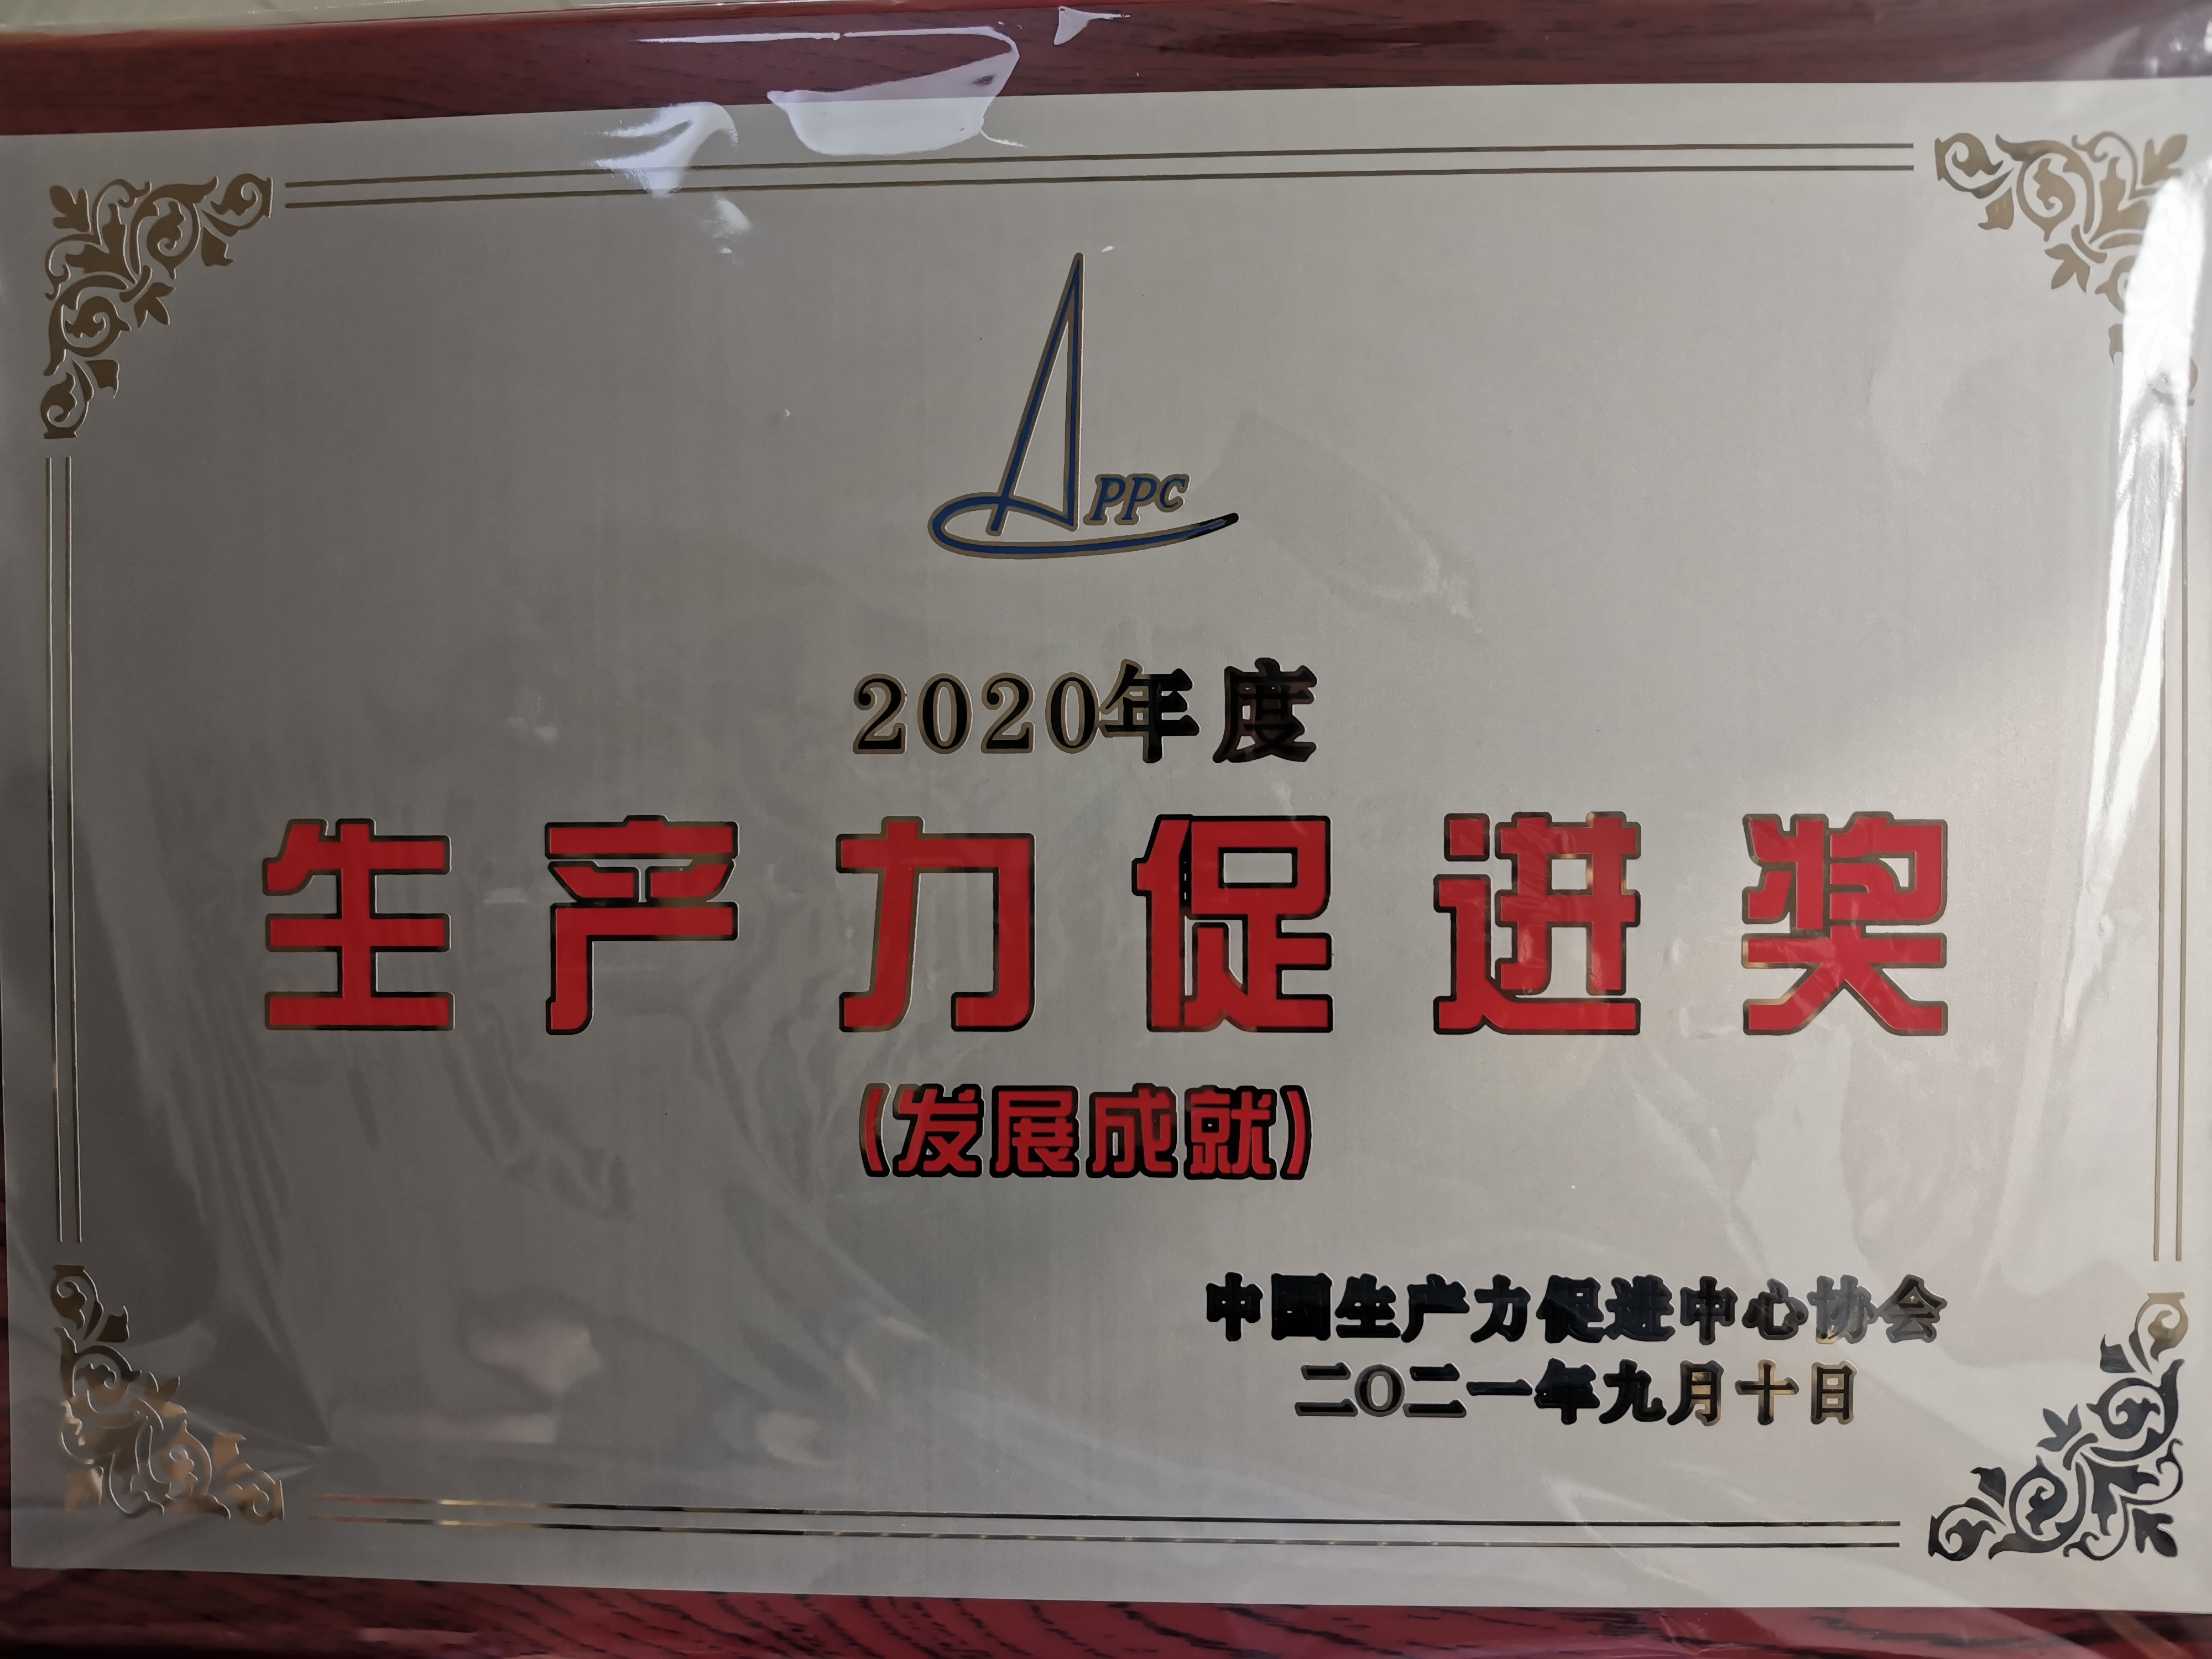 PPC
2020年度
生产力促进奖
(发展成就)
中国生产力促进中心协会
二〇二一年九月十日